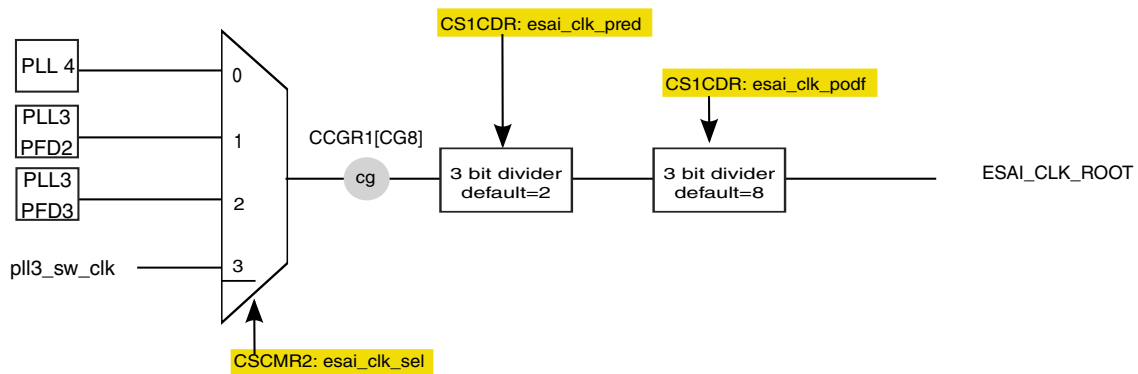 CS1CDR: esai_clk_pred
CS1CDR: esai_clk_podf
PLL 4
0
PLL3
PFD2
1
CCGR1[CG8]
PLL3
PFD3
2
cg
3 bit divider
default=2
3 bit divider
default=8
ESAI_CLK_ROOT
pll3_sw_clk
3
CSCMR2: esai_clk_sel